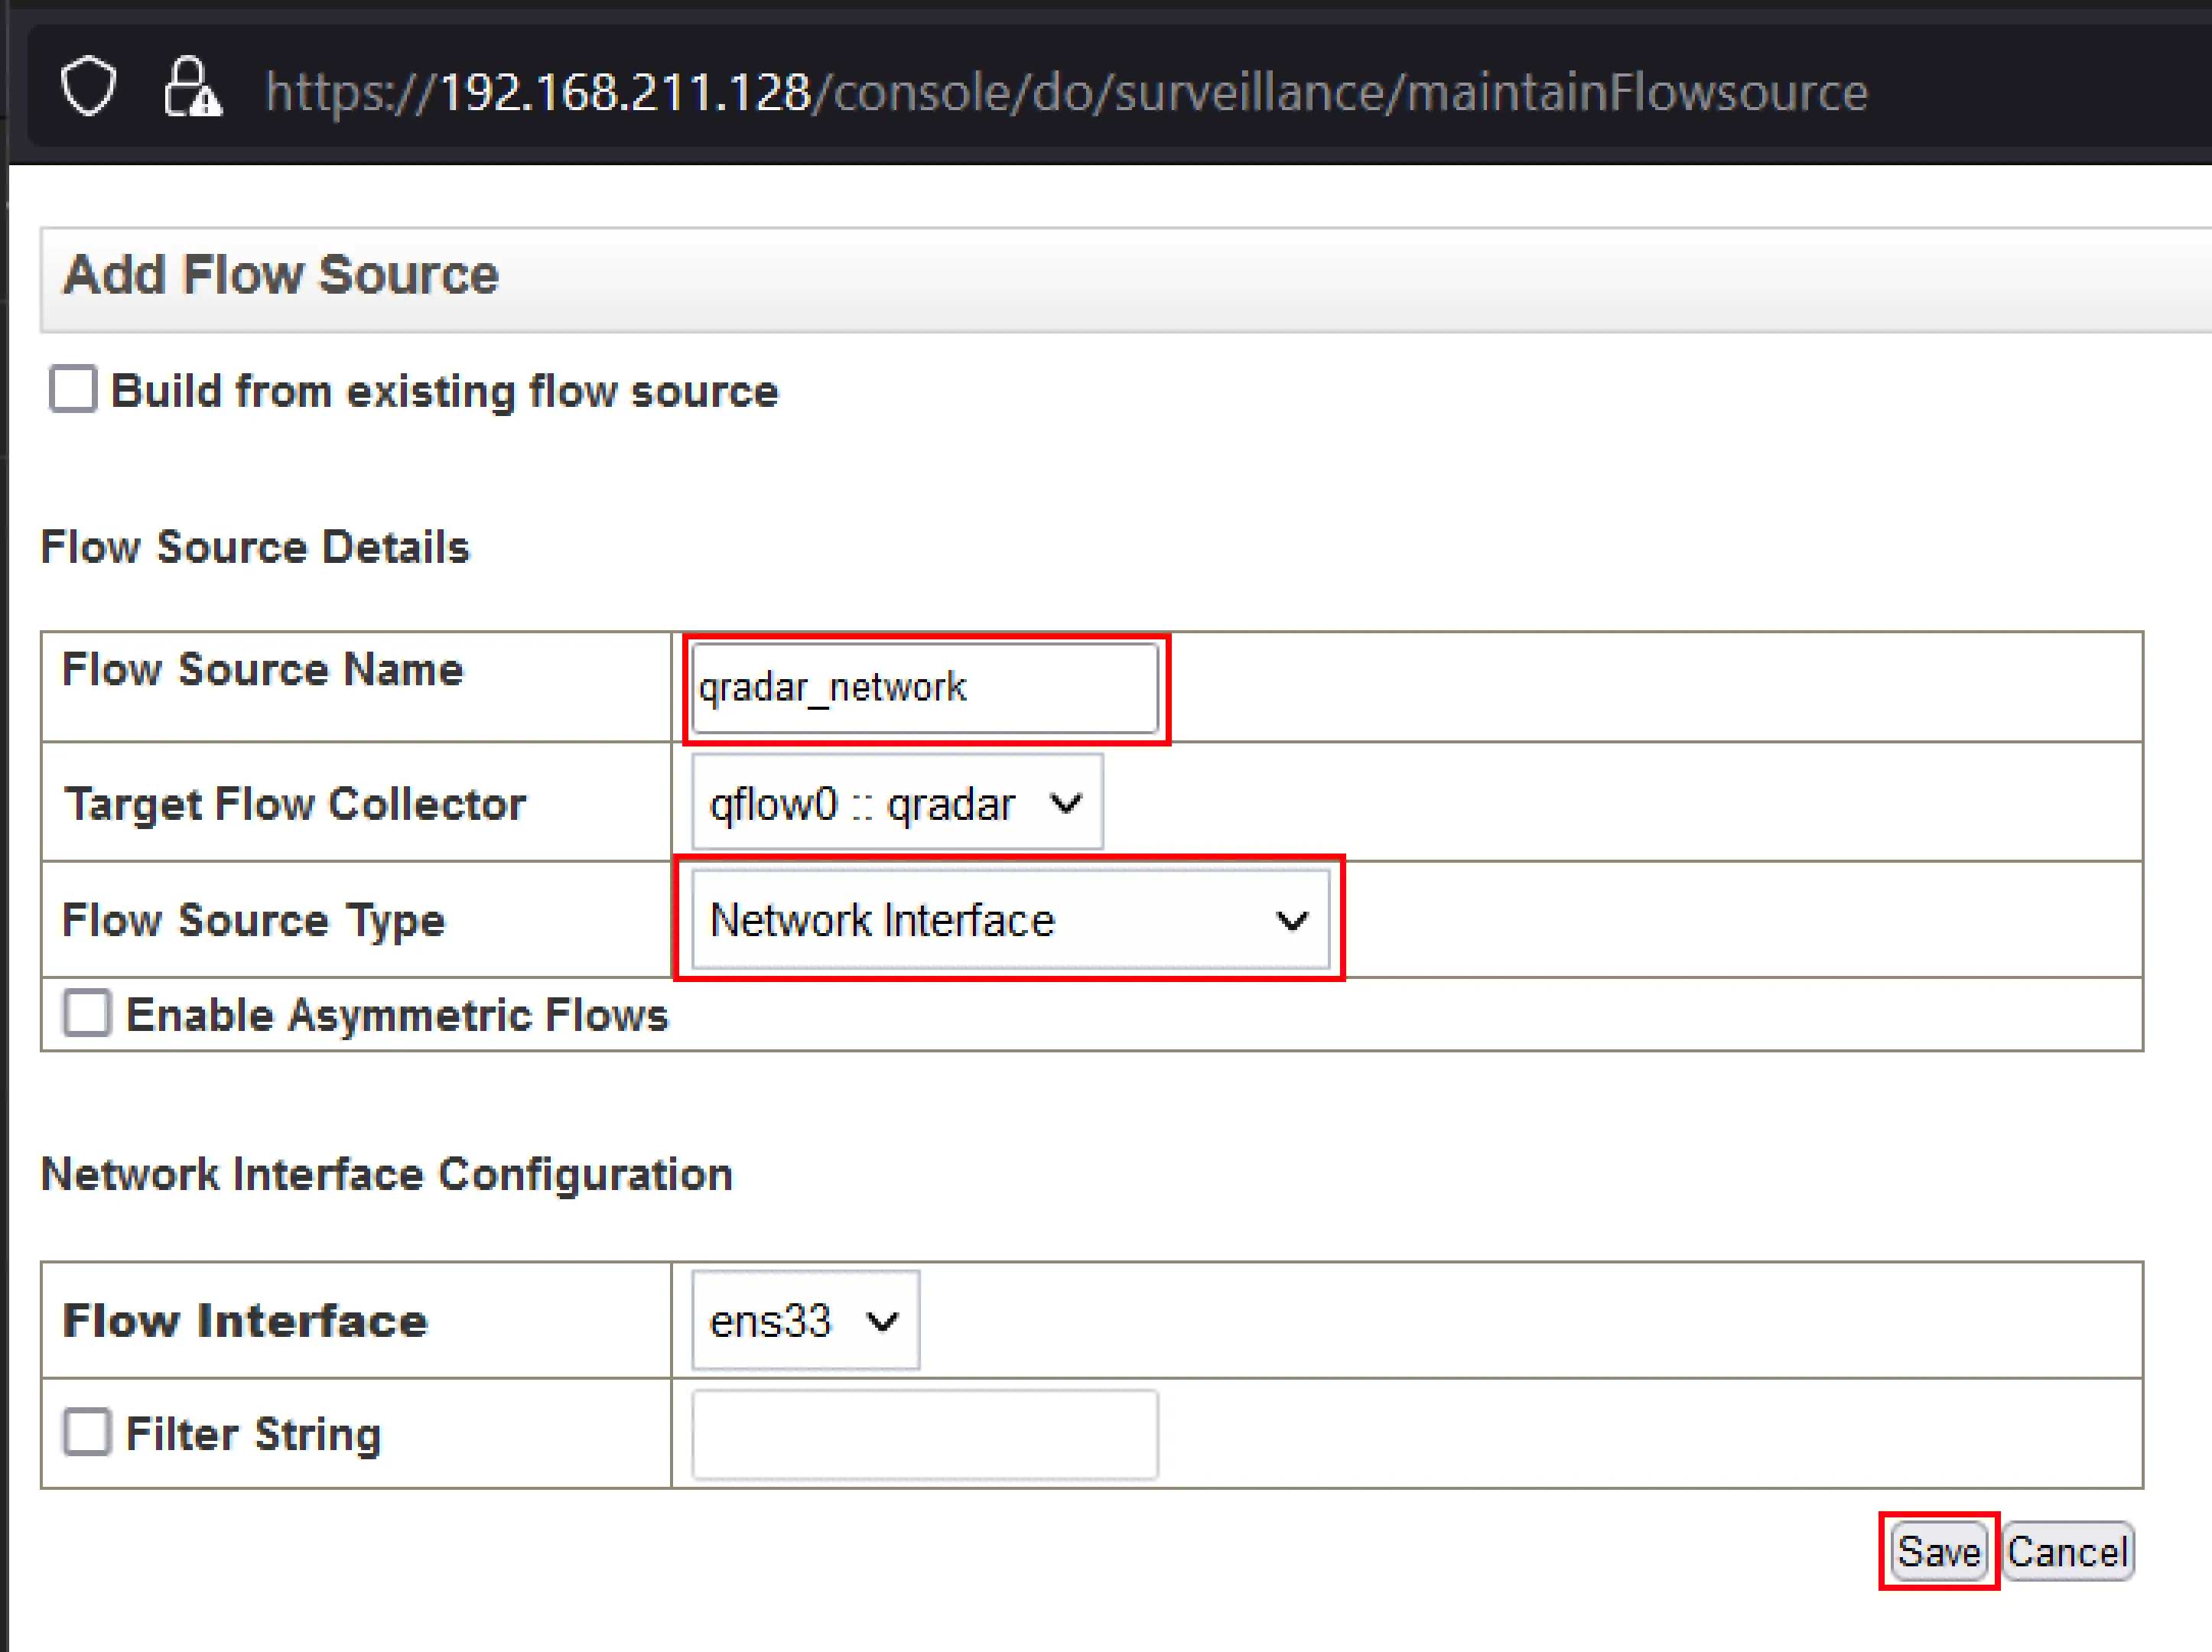 https://192.168.211.128/console/do/surveillance/maintainFlowsource
Add Flow Source
Build from existing flow source
Flow Source Details
Flow Source Name qradar_network
Target Flow Collector qflow0 :: qradar
Flow Source Type Network Interface
Enable Asymmetric Flows
Network Interface Configuration
Flow Interface ens33
Filter String
Save Cancel